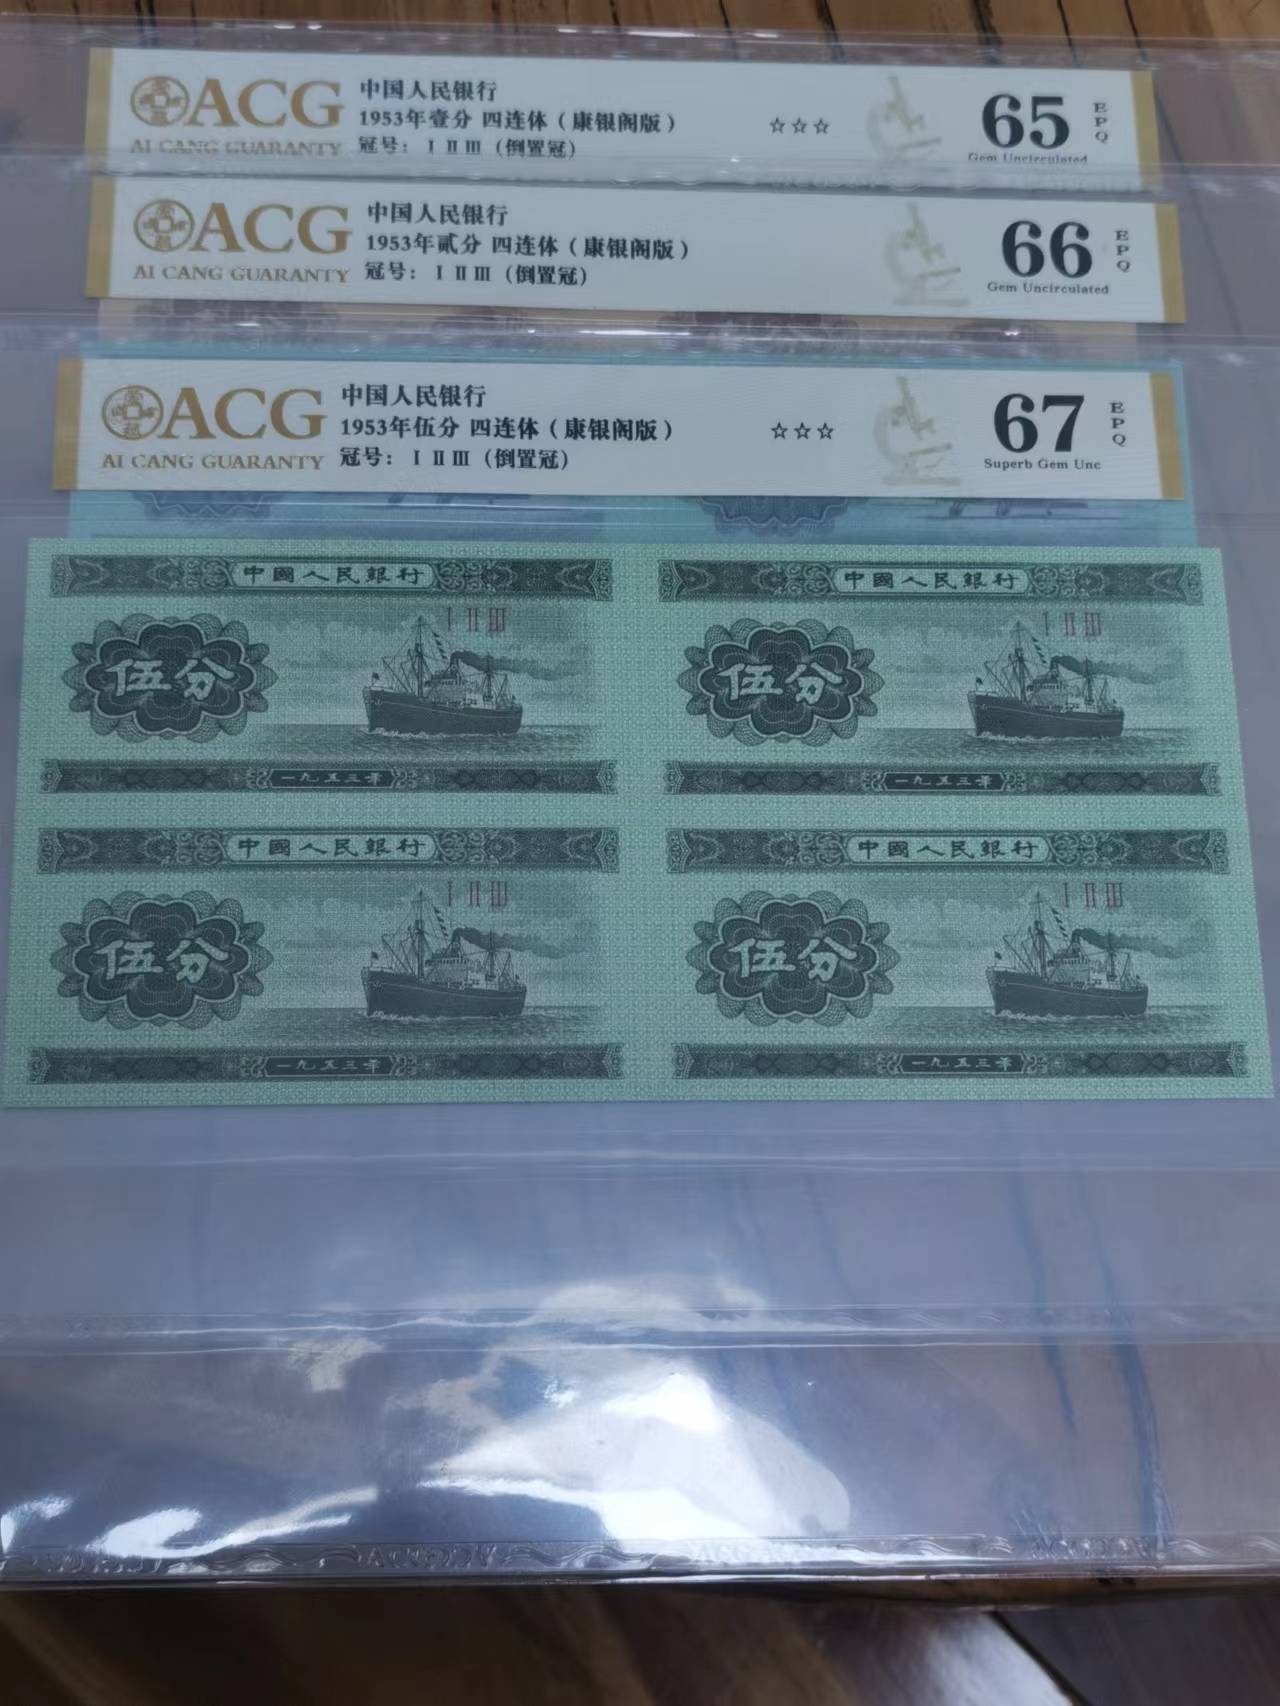 ACG
AI CANG GUARANTY
中国人民银行
1953年壹分 四连体（康银阁版）
冠号：Ⅰ Ⅱ Ⅲ（倒置冠）
☆☆☆
65
EPQ
Gem Uncirculated
ACG
AI CANG GUARANTY
中国人民银行
1953年贰分 四连体（康银阁版）
冠号：Ⅰ Ⅱ Ⅲ（倒置冠）
66
EPQ
Gem Uncirculated
ACG
AI CANG GUARANTY
中国人民银行
1953年伍分 四连体（康银阁版）
冠号：Ⅰ Ⅱ Ⅲ（倒置冠）
☆☆☆
67
EPQ
Superb Gem Unc
中國人民銀行
Ⅰ Ⅱ Ⅲ
伍分
一九五三年
中國人民銀行
Ⅰ Ⅱ Ⅲ
伍分
一九五三年
中國人民銀行
Ⅰ Ⅱ Ⅲ
伍分
一九五三年
中國人民銀行
Ⅰ Ⅱ Ⅲ
伍分
一九五三年